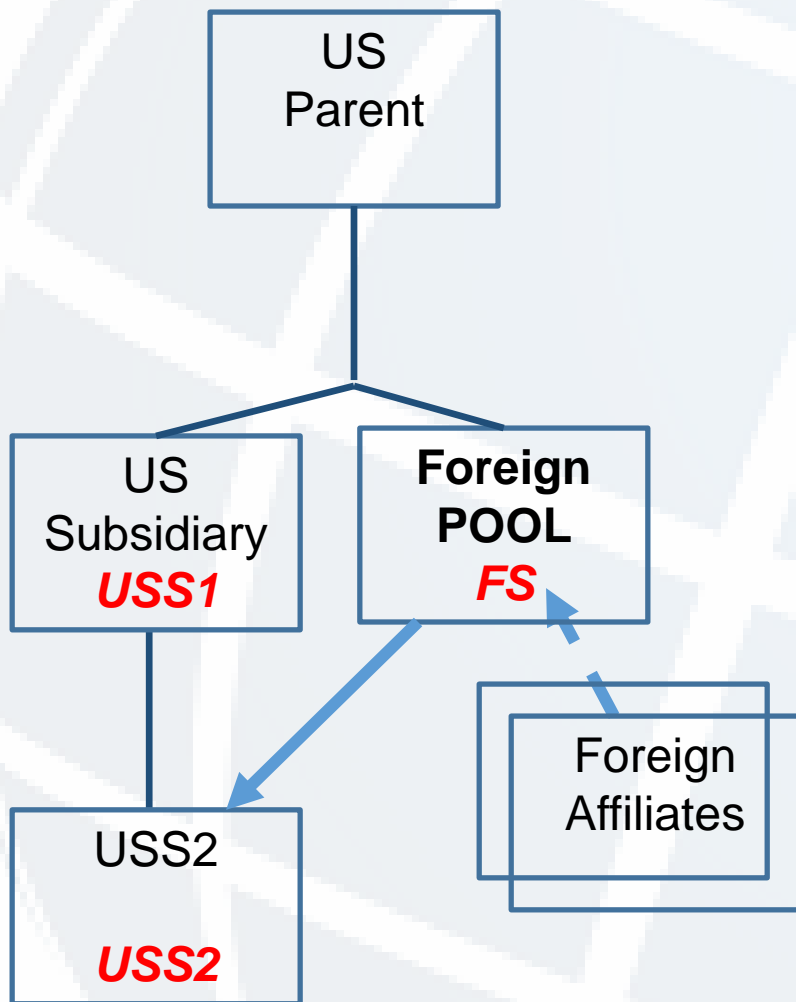 US
Parent
US
Subsidiary
USS1
Foreign
POOL
FS
Foreign
Affiliates
USS2
USS2